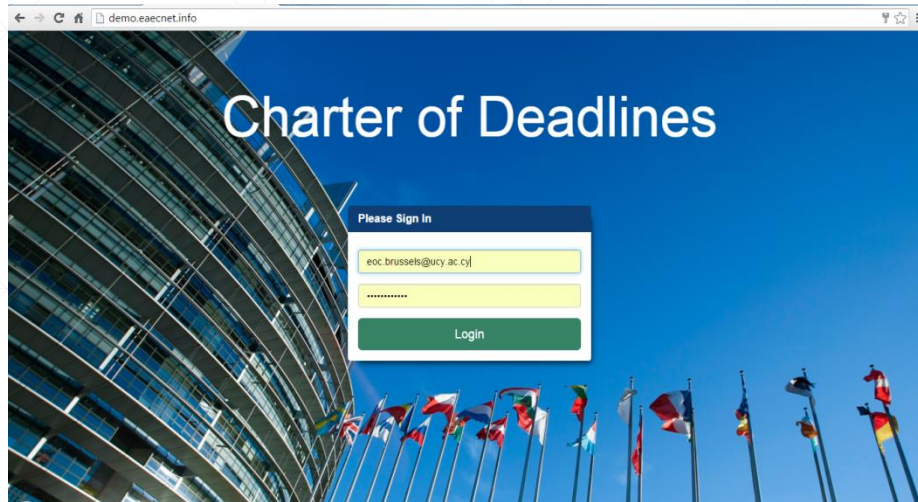 demo.eaecnet.info
Charter of Deadlines
Please Sign In
eoc.brussels@ucy.ac.cy
••••••••••••
Login